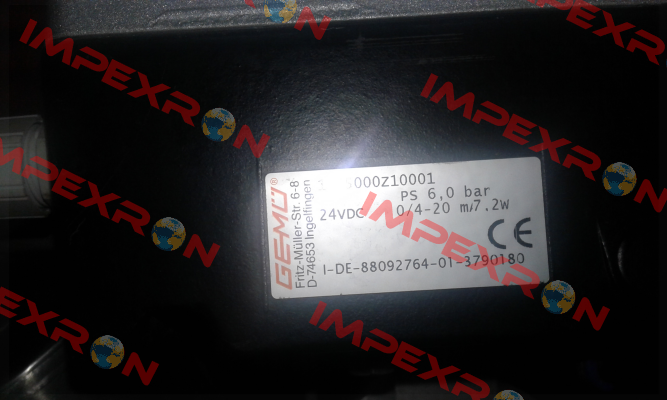 GEMÜ®
Fritz-Müller-Str. 6-8
D-74653 Ingelfingen
000Z10001
PS 6,0 bar
24VDC 0/4-20 m/7.2W
CE
I-DE-88092764-01-3790180
IMPEXRON
IMPEXRON
IMPEXRON
IMPEXRON
IMPEXRON